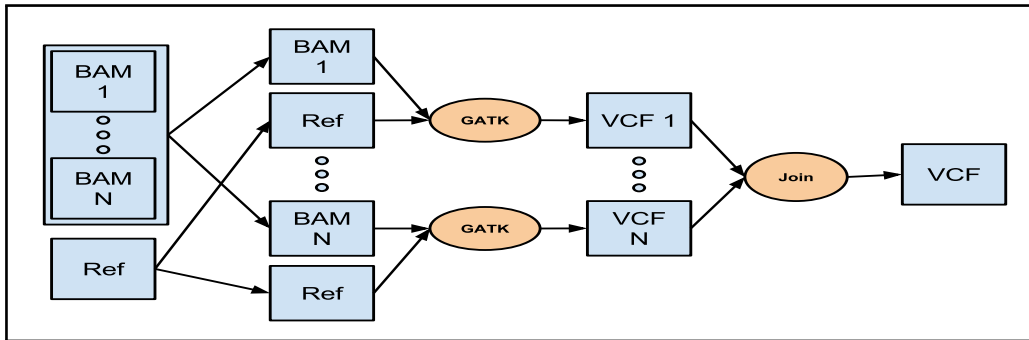 BAM
1
BAM
N
Ref
BAM
1
Ref
BAM
N
Ref
GATK
GATK
VCF 1
VCF
N
Join
VCF